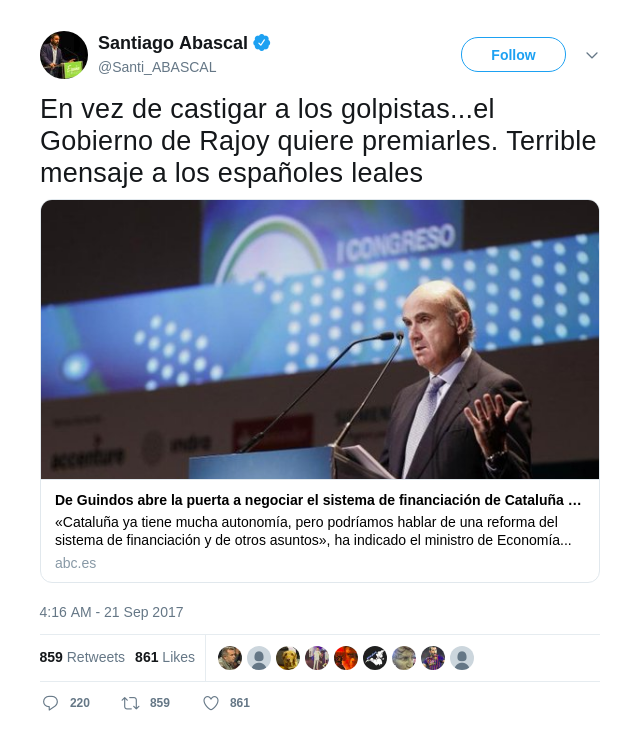 Santiago Abascal
@Santi_ABASCAL
Follow
En vez de castigar a los golpistas...el
Gobierno de Rajoy quiere premiarles. Terrible
mensaje a los españoles leales
I CONGRESO
accenture
indra
SIEMENS
De Guindos abre la puerta a negociar el sistema de financiación de Cataluña …
«Cataluña ya tiene mucha autonomía, pero podríamos hablar de una reforma del
sistema de financiación y de otros asuntos», ha indicado el ministro de Economía...
abc.es
4:16 AM - 21 Sep 2017
859 Retweets 861 Likes
220 859 861